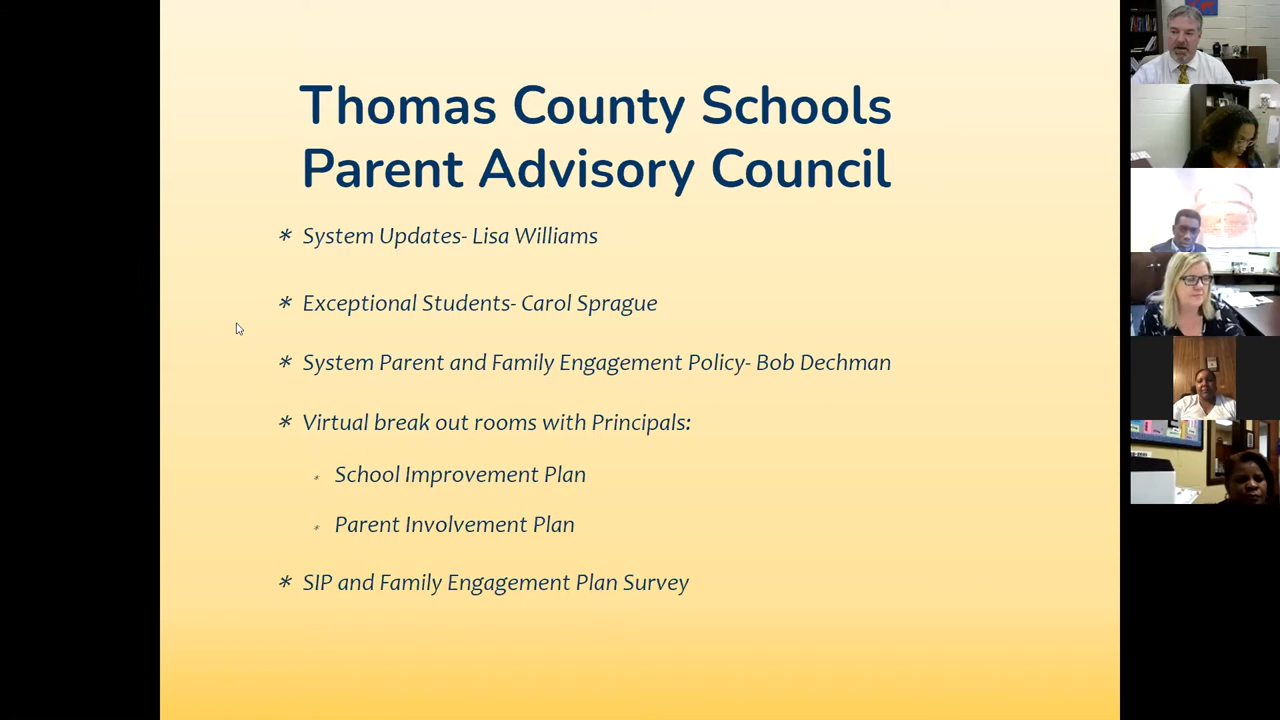 Thomas County Schools
Parent Advisory Council
* System Updates- Lisa Williams
* Exceptional Students- Carol Sprague
* System Parent and Family Engagement Policy- Bob Dechman
* Virtual break out rooms with Principals:
* School Improvement Plan
* Parent Involvement Plan
* SIP and Family Engagement Plan Survey